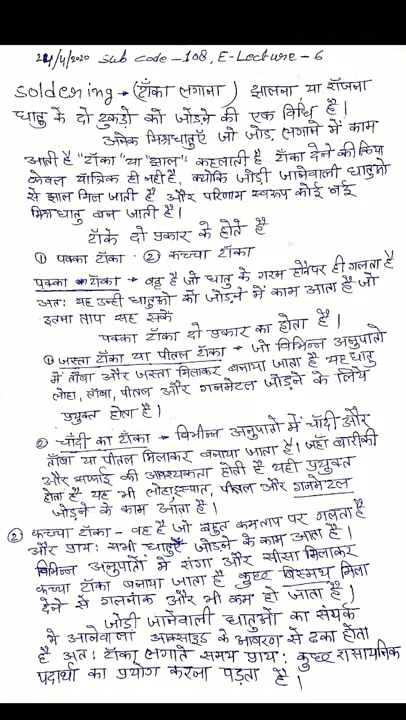 24/4/2020 Sub code - 108, E-Lecture - 6
Soldening → (टाँका लगाना) झालना या राँजना
धातु के दो टुकड़ो को जोड़ने की एक विधि है।
अनेक मिश्रधातुएँ जो जोड़ लगाने में काम
आती है "टाँका" या "झाल" कहलाती है टाँका देने की क्रिया
केवल यांत्रिक ही नही है, क्योकि जोड़ी जानेवाली धातुओ
से झाल मिल जाती है और परिणाम स्वरूप कोई नई
मिश्रधातु बन जाती है।
टाँके दो प्रकार के होते है
① पक्का टाँका ② कच्चा टाँका
पक्का टाँका → वह है जो धातु के गरम होनेपर ही गलता है
अतः यह उन्ही धातुओ को जोड़ने में काम आता है जो
इतना ताप सह सकें
पक्का टाँका दो प्रकार का होता है।
① जस्ता टाँका या पीतल टाँका → जो विभिन्न अनुपातो
में ताँबा और जस्ता मिलाकर बनाया जाता है यह धातु
लोहा, ताँबा, पीतल और गनमेटल जोड़ने के लिये
प्रयुक्त होता है।
② चाँदी का टाँका → विभिन्न अनुपातो में चाँदी और
ताँबा या पीतल मिलाकर बनाया जाता है। जहाँ बारीकी
और सफाई की आवश्यकता होती है यही प्रयुक्त
होता है यह भी लोहा, इस्पात, पीतल और गनमेटल
जोड़ने के काम आता है।
② कच्चा टाँका - वह है जो बहुत कमताप पर गलता है
और प्रायः सभी धातुएँ जोड़ने के काम आता है।
विभिन्न अनुपातो में रांगा और सीसा मिलाकर
कच्चा टाँका बनाया जाता है कुछ बिस्मथ मिला
देने से गलनांक और भी कम हो जाता है।
जोड़ी जानेवाली धातुओं का संपर्क
मे आनेवाला आक्साइड के आवरण से ढका होता
है अतः टाँका लगाते समय प्रायः कुछ रासायनिक
पदार्थो का प्रयोग करना पड़ता है।